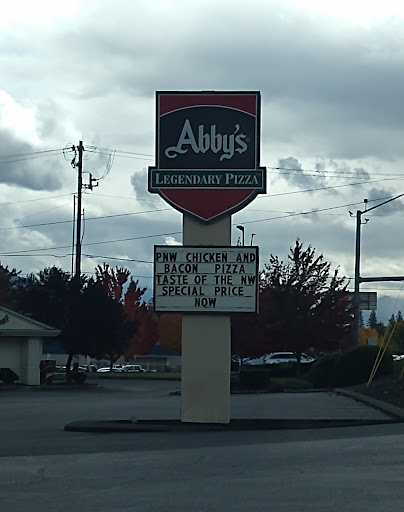 Abby's
LEGENDARY PIZZA
PNW CHICKEN AND
BACON PIZZA
TASTE OF THE NW
SPECIAL PRICE
NOW